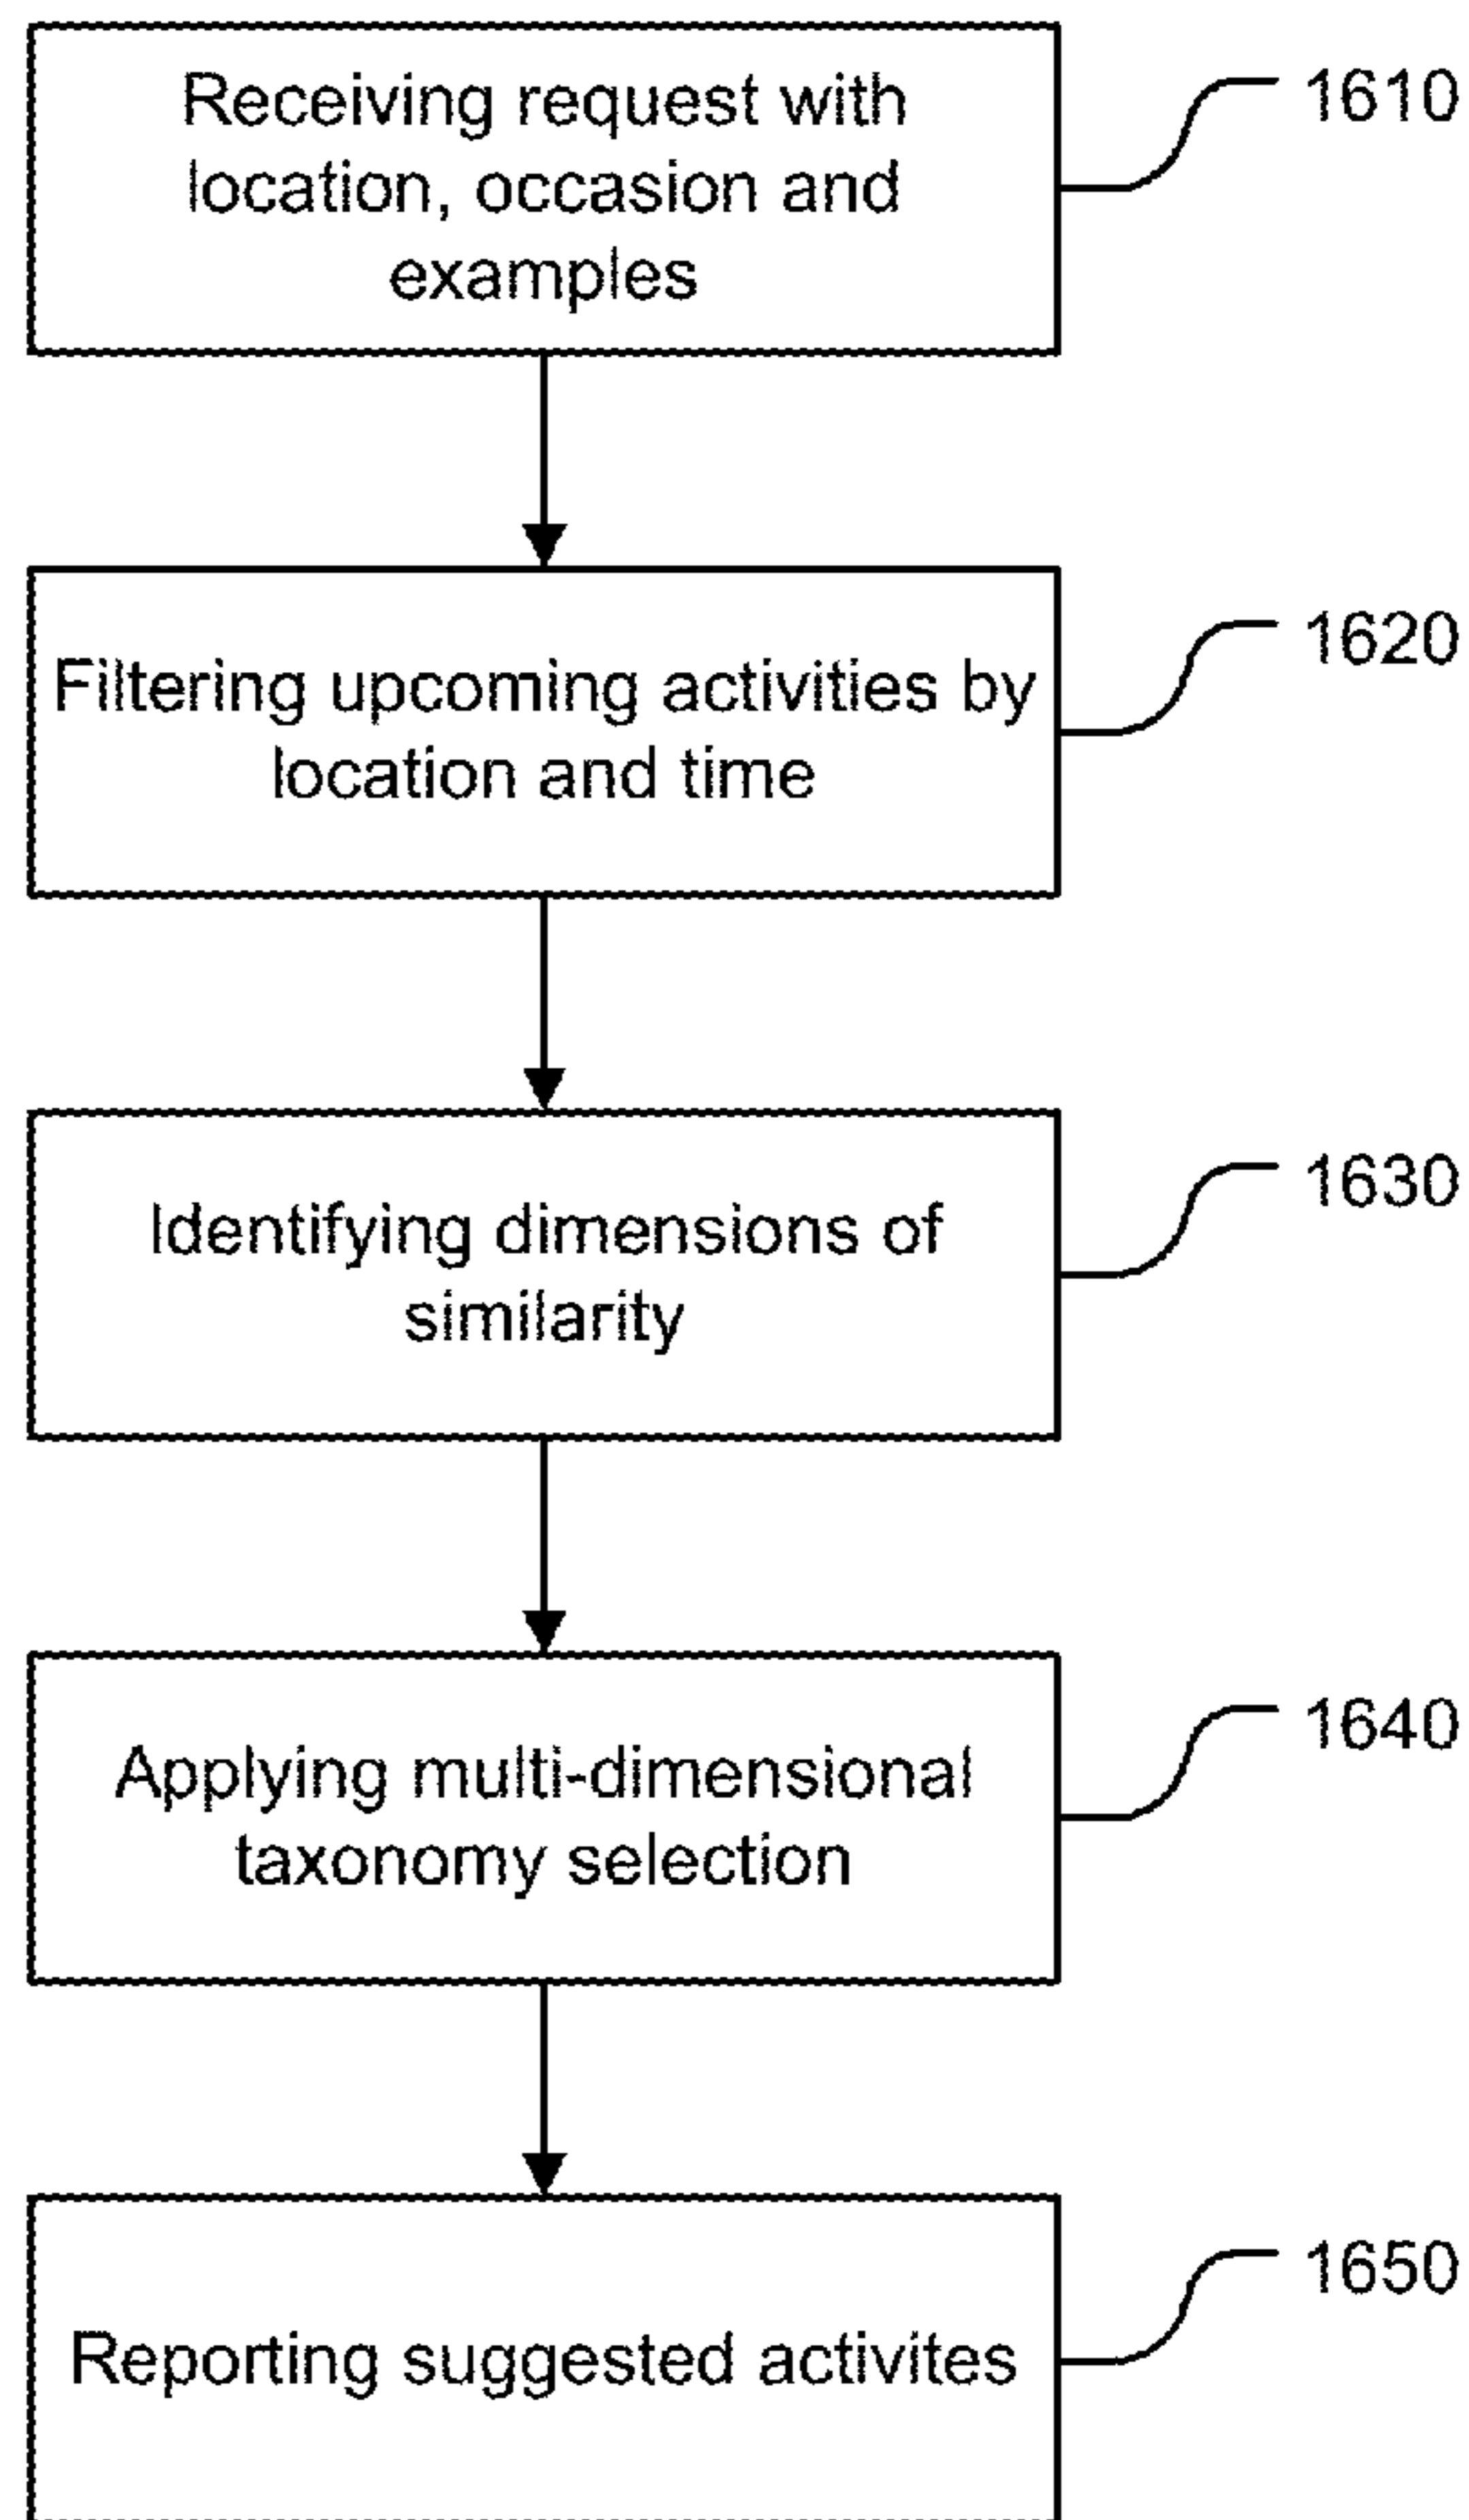 Receiving request with
location, occasion and
examples
1610
Filtering upcoming activities by
location and time
1620
Identifying dimensions of
similarity
1630
Applying multi-dimensional
taxonomy selection
1640
Reporting suggested activites
1650